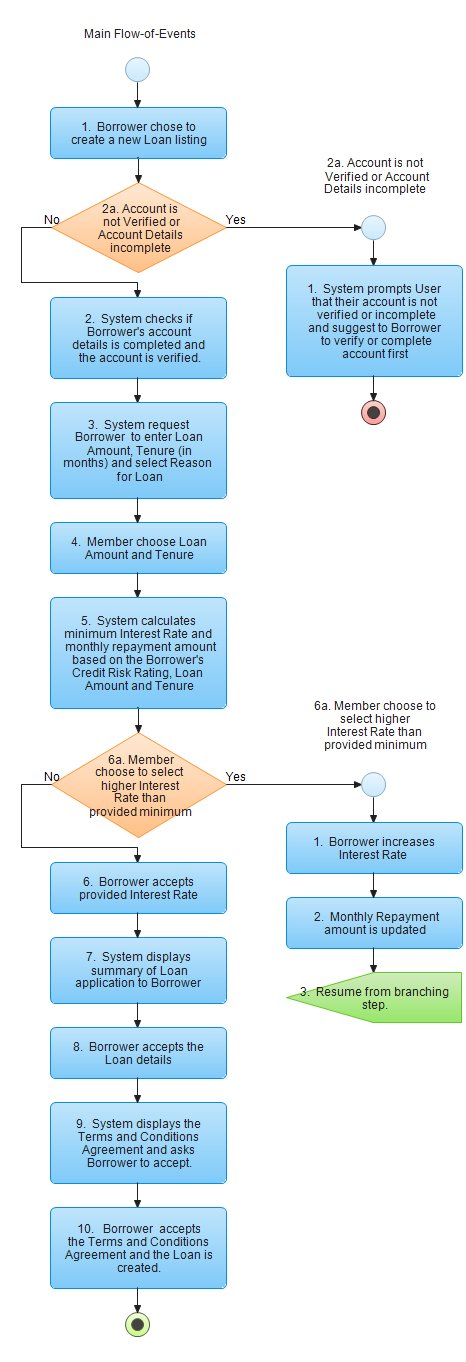 Main Flow-of-Events
1.  Borrower chose to
create a new Loan listing
2a. Account is
not Verified or
Account Details
incomplete
No
Yes
2a. Account is not
Verified or Account
Details incomplete
1.  System prompts User
that their account is not
verified or incomplete
and suggest to Borrower
to verify or complete
account first
2.  System checks if
Borrower's account
details is completed and
the account is verified.
3.  System request
Borrower  to enter Loan
Amount, Tenure (in
months) and select Reason
for Loan
4.  Member choose Loan
Amount and Tenure
5.  System calculates
minimum Interest Rate and
monthly repayment amount
based on the Borrower's
Credit Risk Rating, Loan
Amount and Tenure
6a. Member
choose to select
higher Interest
Rate than
provided minimum
No
Yes
6a. Member choose to
select higher
Interest Rate than
provided minimum
1.  Borrower increases
Interest Rate
2.  Monthly Repayment
amount is updated
3.  Resume from branching
step.
6.  Borrower accepts
provided Interest Rate
7.  System displays
summary of Loan
application to Borrower
8.  Borrower accepts the
Loan details
9.  System displays the
Terms and Conditions
Agreement and asks
Borrower to accept.
10.  Borrower  accepts
the Terms and Conditions
Agreement and the Loan is
created.